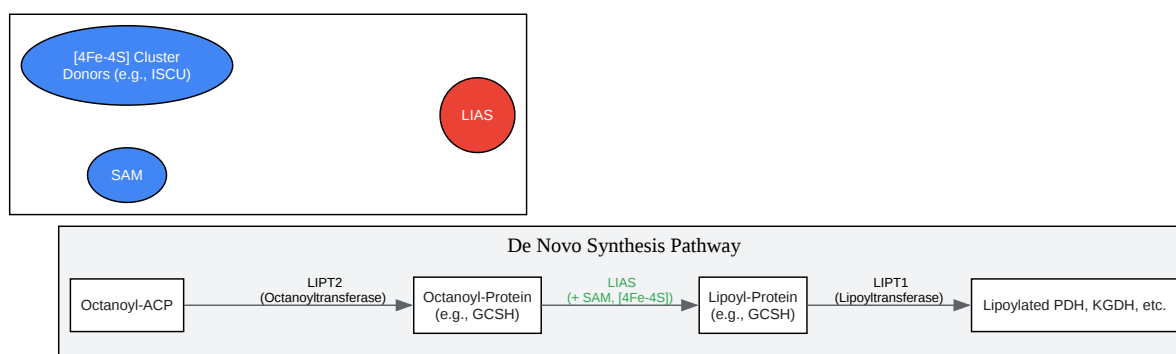 [4Fe-4S] Cluster
Donors (e.g., ISCU)
LIAS
SAM
De Novo Synthesis Pathway
Octanoyl-ACP
LIPT2
(Octanoyltransferase)
Octanoyl-Protein
(e.g., GCSH)
LIAS
(+ SAM, [4Fe-4S])
Lipoyl-Protein
(e.g., GCSH)
LIPT1
(Lipoyltransferase)
Lipoylated PDH, KGDH, etc.